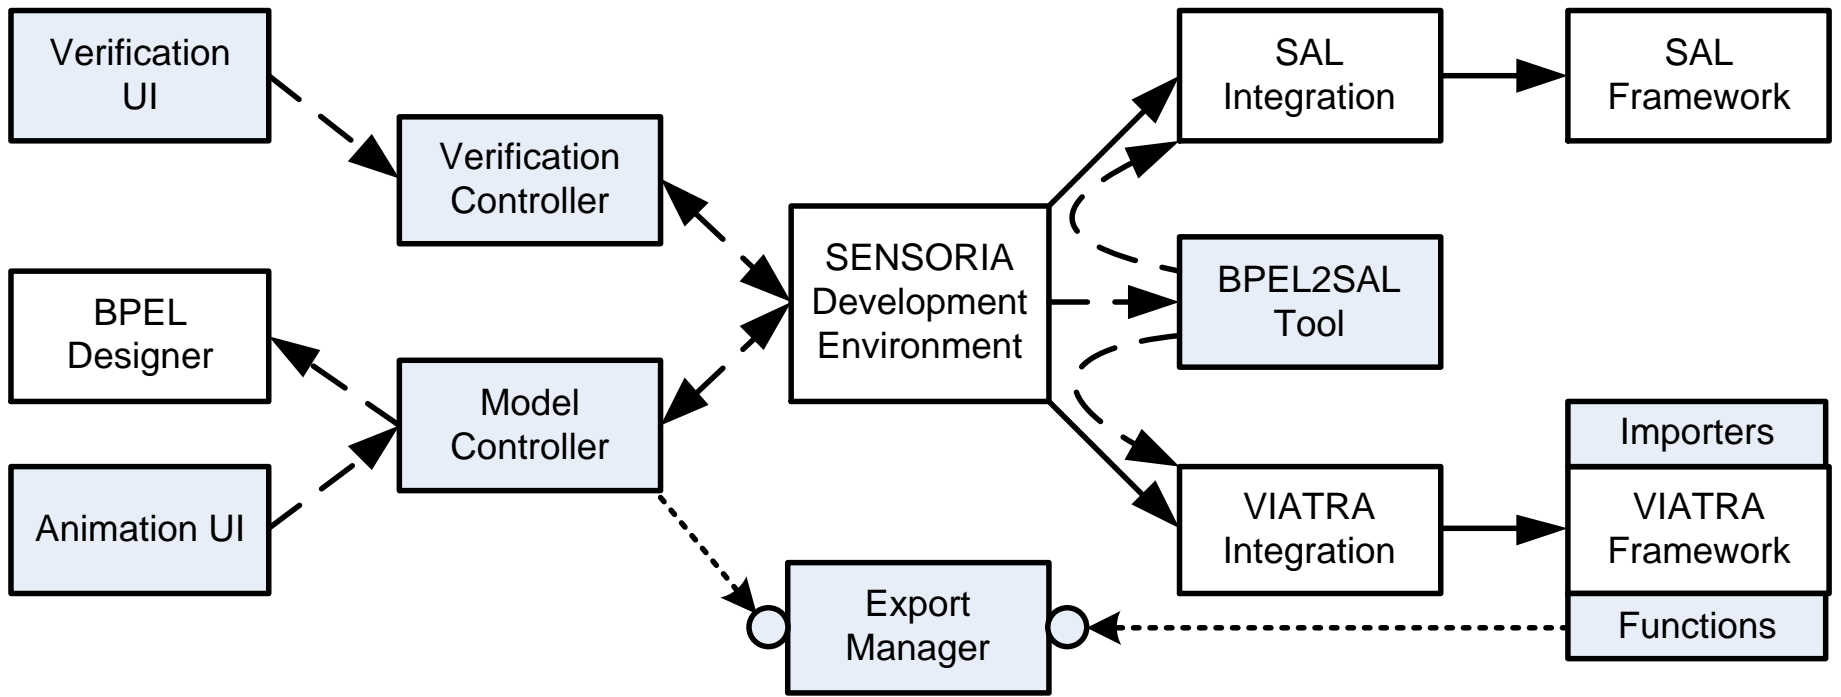 Verification
UI
Verification
Controller
BPEL
Designer
Model
Controller
Animation UI
SENSORIA
Development
Environment
Export
Manager
SAL
Integration
SAL
Framework
BPEL2SAL
Tool
VIATRA
Integration
Importers
VIATRA
Framework
Functions